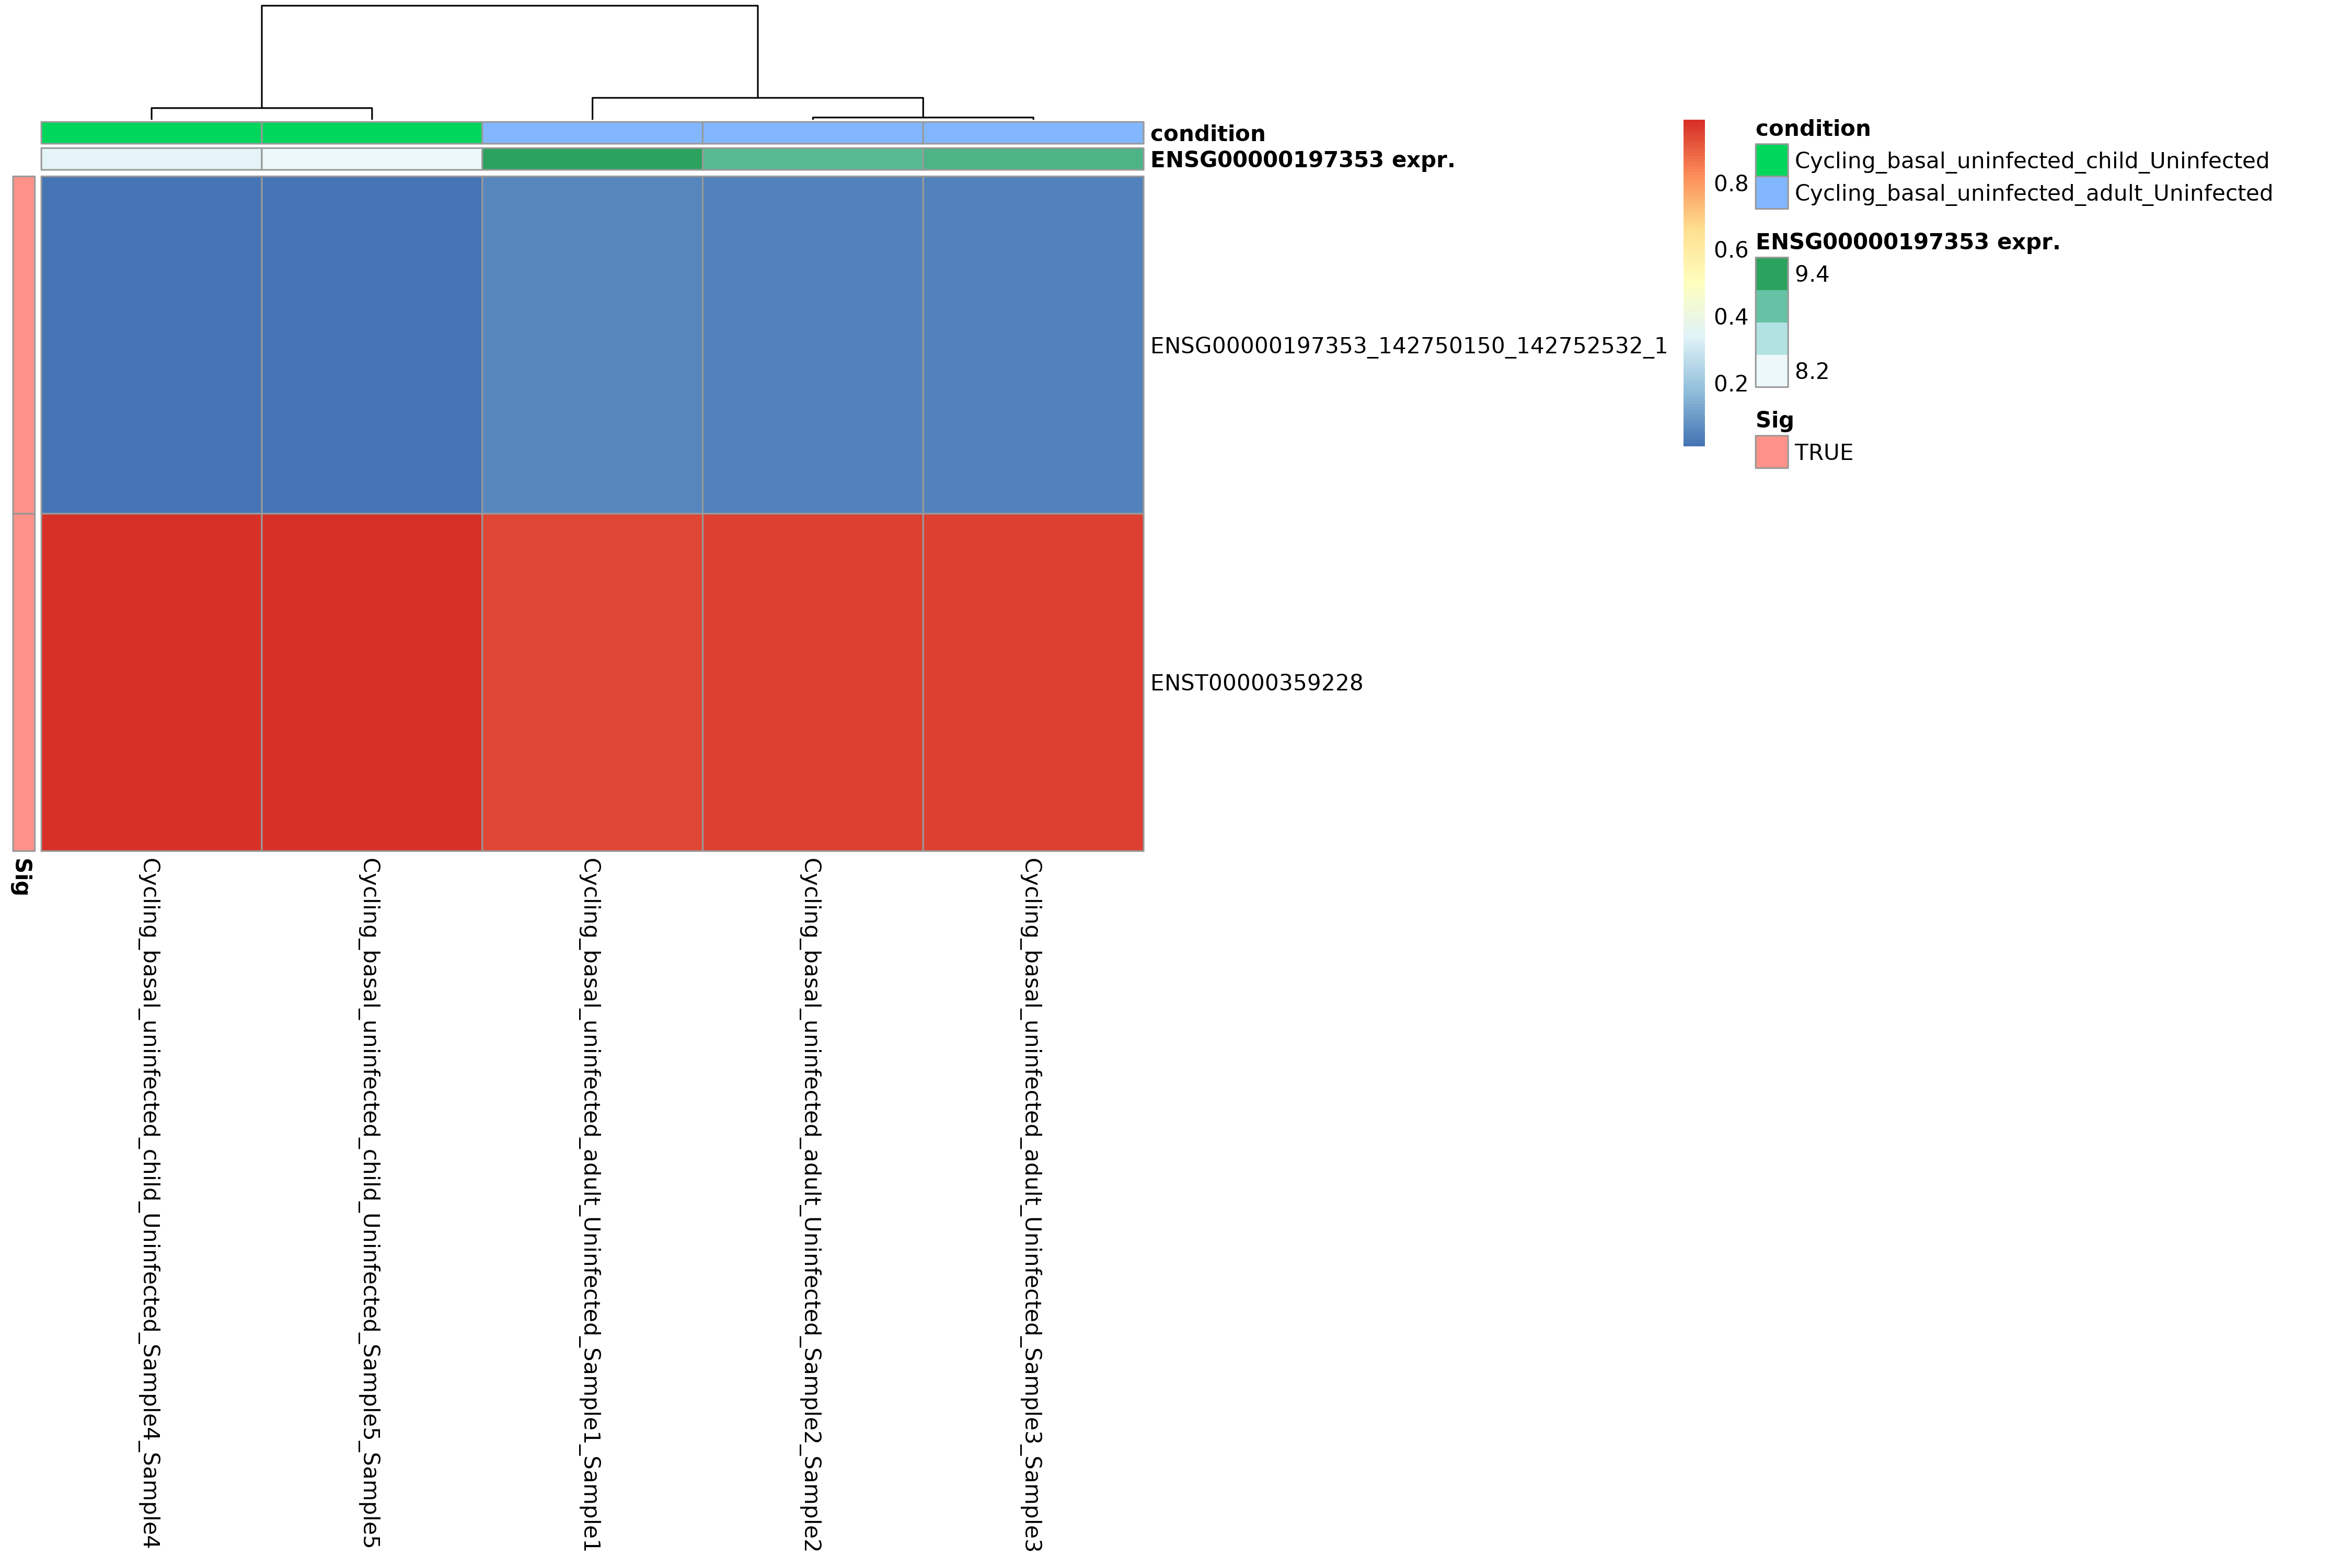 condition
ENSG00000197353 expr.
ENSG00000197353_142750150_142752532_1
ENST00000359228
Sig
Cycling_basal_uninfected_child_Uninfected_Sample4_Sample4
Cycling_basal_uninfected_child_Uninfected_Sample5_Sample5
Cycling_basal_uninfected_adult_Uninfected_Sample1_Sample1
Cycling_basal_uninfected_adult_Uninfected_Sample2_Sample2
Cycling_basal_uninfected_adult_Uninfected_Sample3_Sample3
0.8
0.6
0.4
0.2
condition
Cycling_basal_uninfected_child_Uninfected
Cycling_basal_uninfected_adult_Uninfected
ENSG00000197353 expr.
9.4
8.2
Sig
TRUE